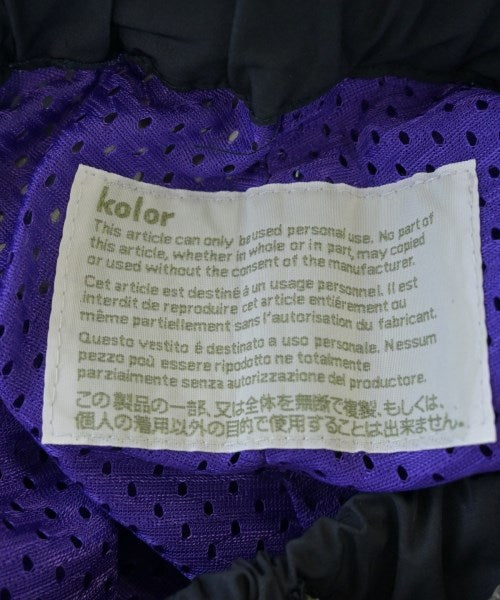 kolor
This article can only be used personal use. No part of
this article, whether in whole or in part, may copied
or used without the consent of the manufacturer.
Cet article est destiné à un usage personnel. Il est
interdit de reproduire cet article entiérement ou
même partiellement sans l'autorisation du fabricant.
Questo vestito é destinato a uso personale. Nessum
pezzo poù essere ripodotto ne totalmente
parzialmente senza autorizzazione del produttore.
この製品の一部、又は全体を無断で複製、もしくは、
個人の着用以外の目的で使用することは出来ません。